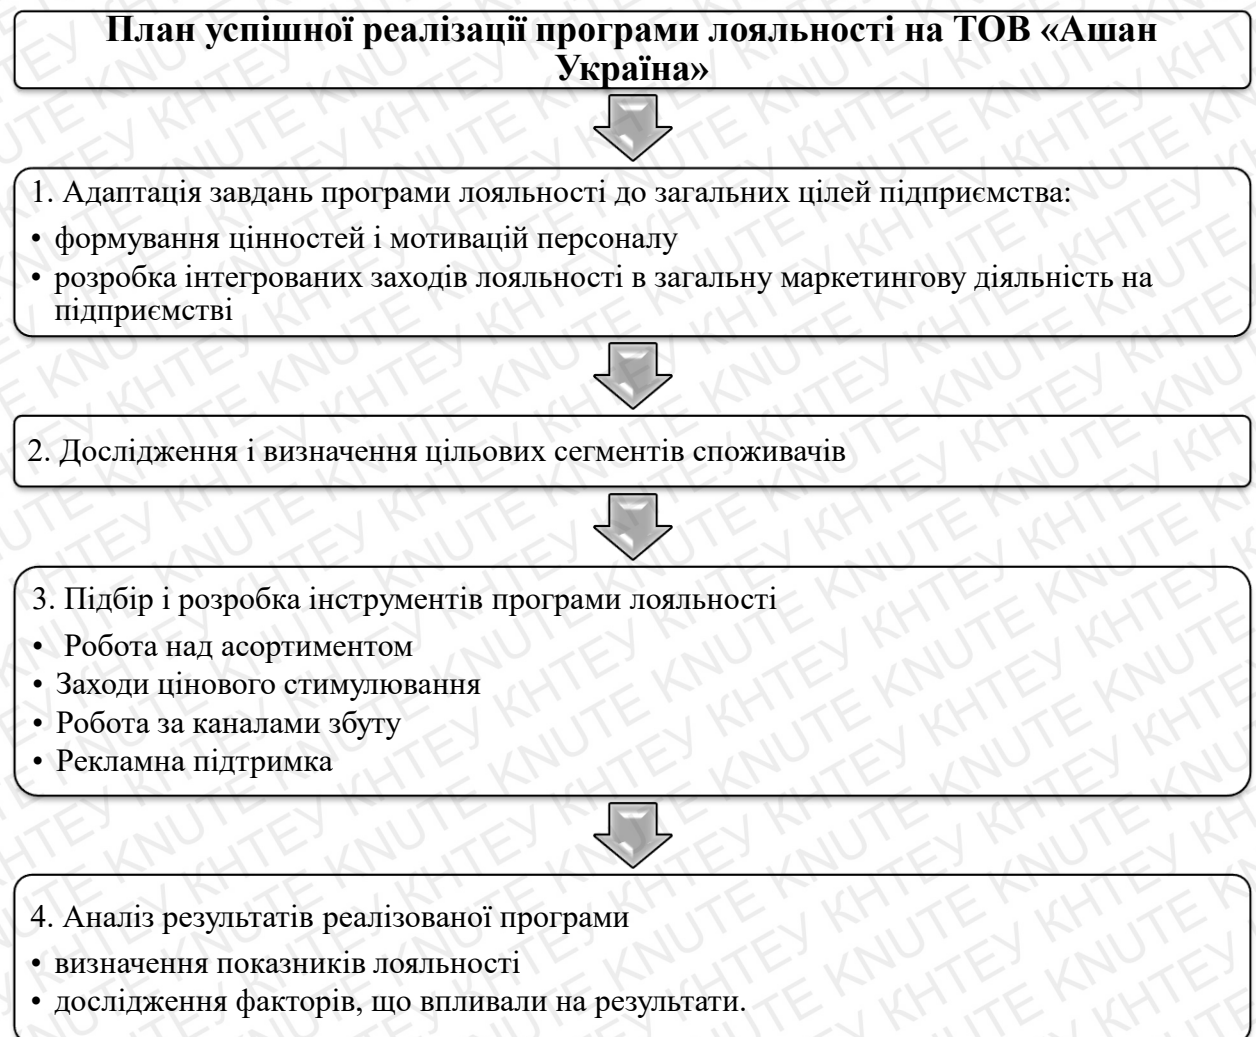 План успішної реалізації програми лояльності на ТОВ «Ашан
Україна»
1. Адаптація завдань програми лояльності до загальних цілей підприємства:
• формування цінностей і мотивацій персоналу
• розробка інтегрованих заходів лояльності в загальну маркетингову діяльність на
підприємстві
2. Дослідження і визначення цільових сегментів споживачів
3. Підбір і розробка інструментів програми лояльності
• Робота над асортиментом
• Заходи цінового стимулювання
• Робота за каналами збуту
• Рекламна підтримка
4. Аналіз результатів реалізованої програми
• визначення показників лояльності
• дослідження факторів, що впливали на результати.